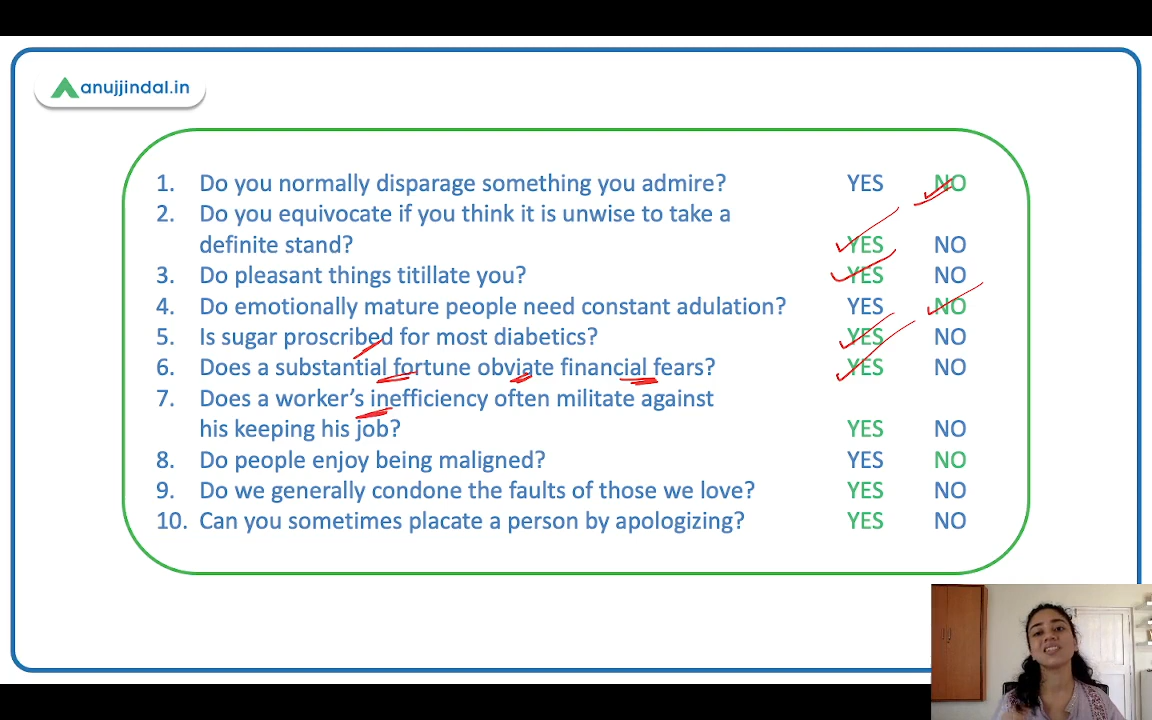 anujjindal.in
1. Do you normally disparage something you admire? YES NO
2. Do you equivocate if you think it is unwise to take a
definite stand? YES NO
3. Do pleasant things titillate you? YES NO
4. Do emotionally mature people need constant adulation? YES NO
5. Is sugar proscribed for most diabetics? YES NO
6. Does a substantial fortune obviate financial fears? YES NO
7. Does a worker's inefficiency often militate against
his keeping his job? YES NO
8. Do people enjoy being maligned? YES NO
9. Do we generally condone the faults of those we love? YES NO
10. Can you sometimes placate a person by apologizing? YES NO